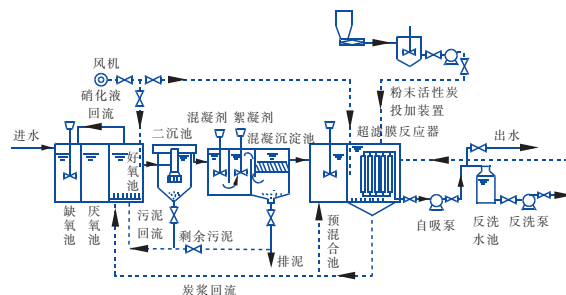 风机
硝化液
回流
进水
二沉池
混凝剂 絮凝剂
混凝沉淀池
粉末活性炭
投加装置
超滤膜反应器
出水
好氧池
缺氧池
厌氧池
污泥
回流
剩余污泥
排泥
预混合池
自吸泵
反洗
水池
反洗泵
炭浆回流